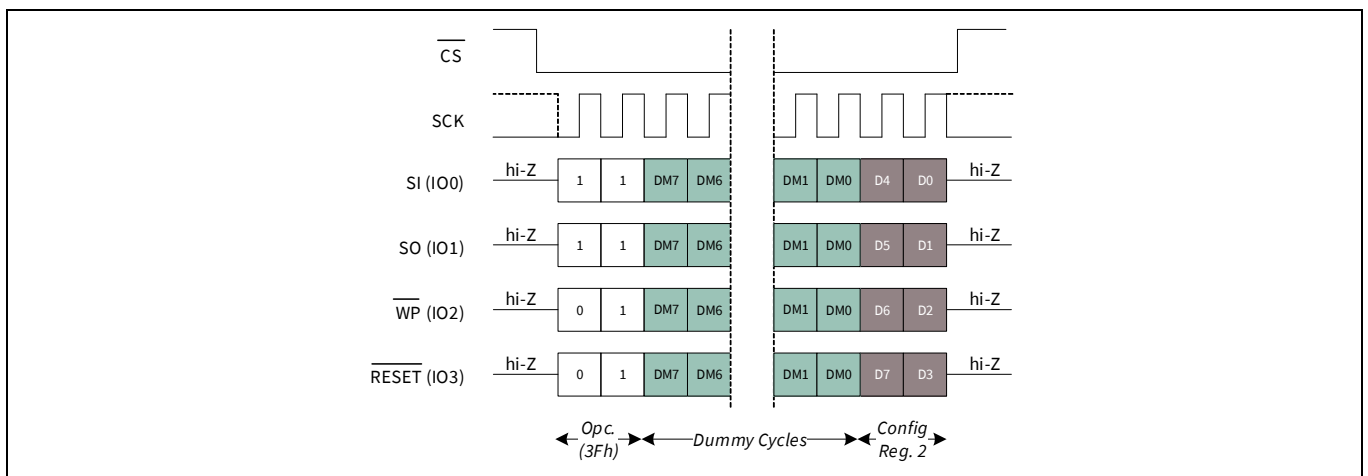 CS
SCK
SI (IO0) hi-Z 1 1 DM7 DM6 DM1 DM0 D4 D0 hi-Z
SO (IO1) hi-Z 1 1 DM7 DM6 DM1 DM0 D5 D1 hi-Z
WP (IO2) hi-Z 0 1 DM7 DM6 DM1 DM0 D6 D2 hi-Z
RESET (IO3) hi-Z 0 1 DM7 DM6 DM1 DM0 D7 D3 hi-Z
Opc.
(3Fh)
Dummy Cycles
Config
Reg. 2